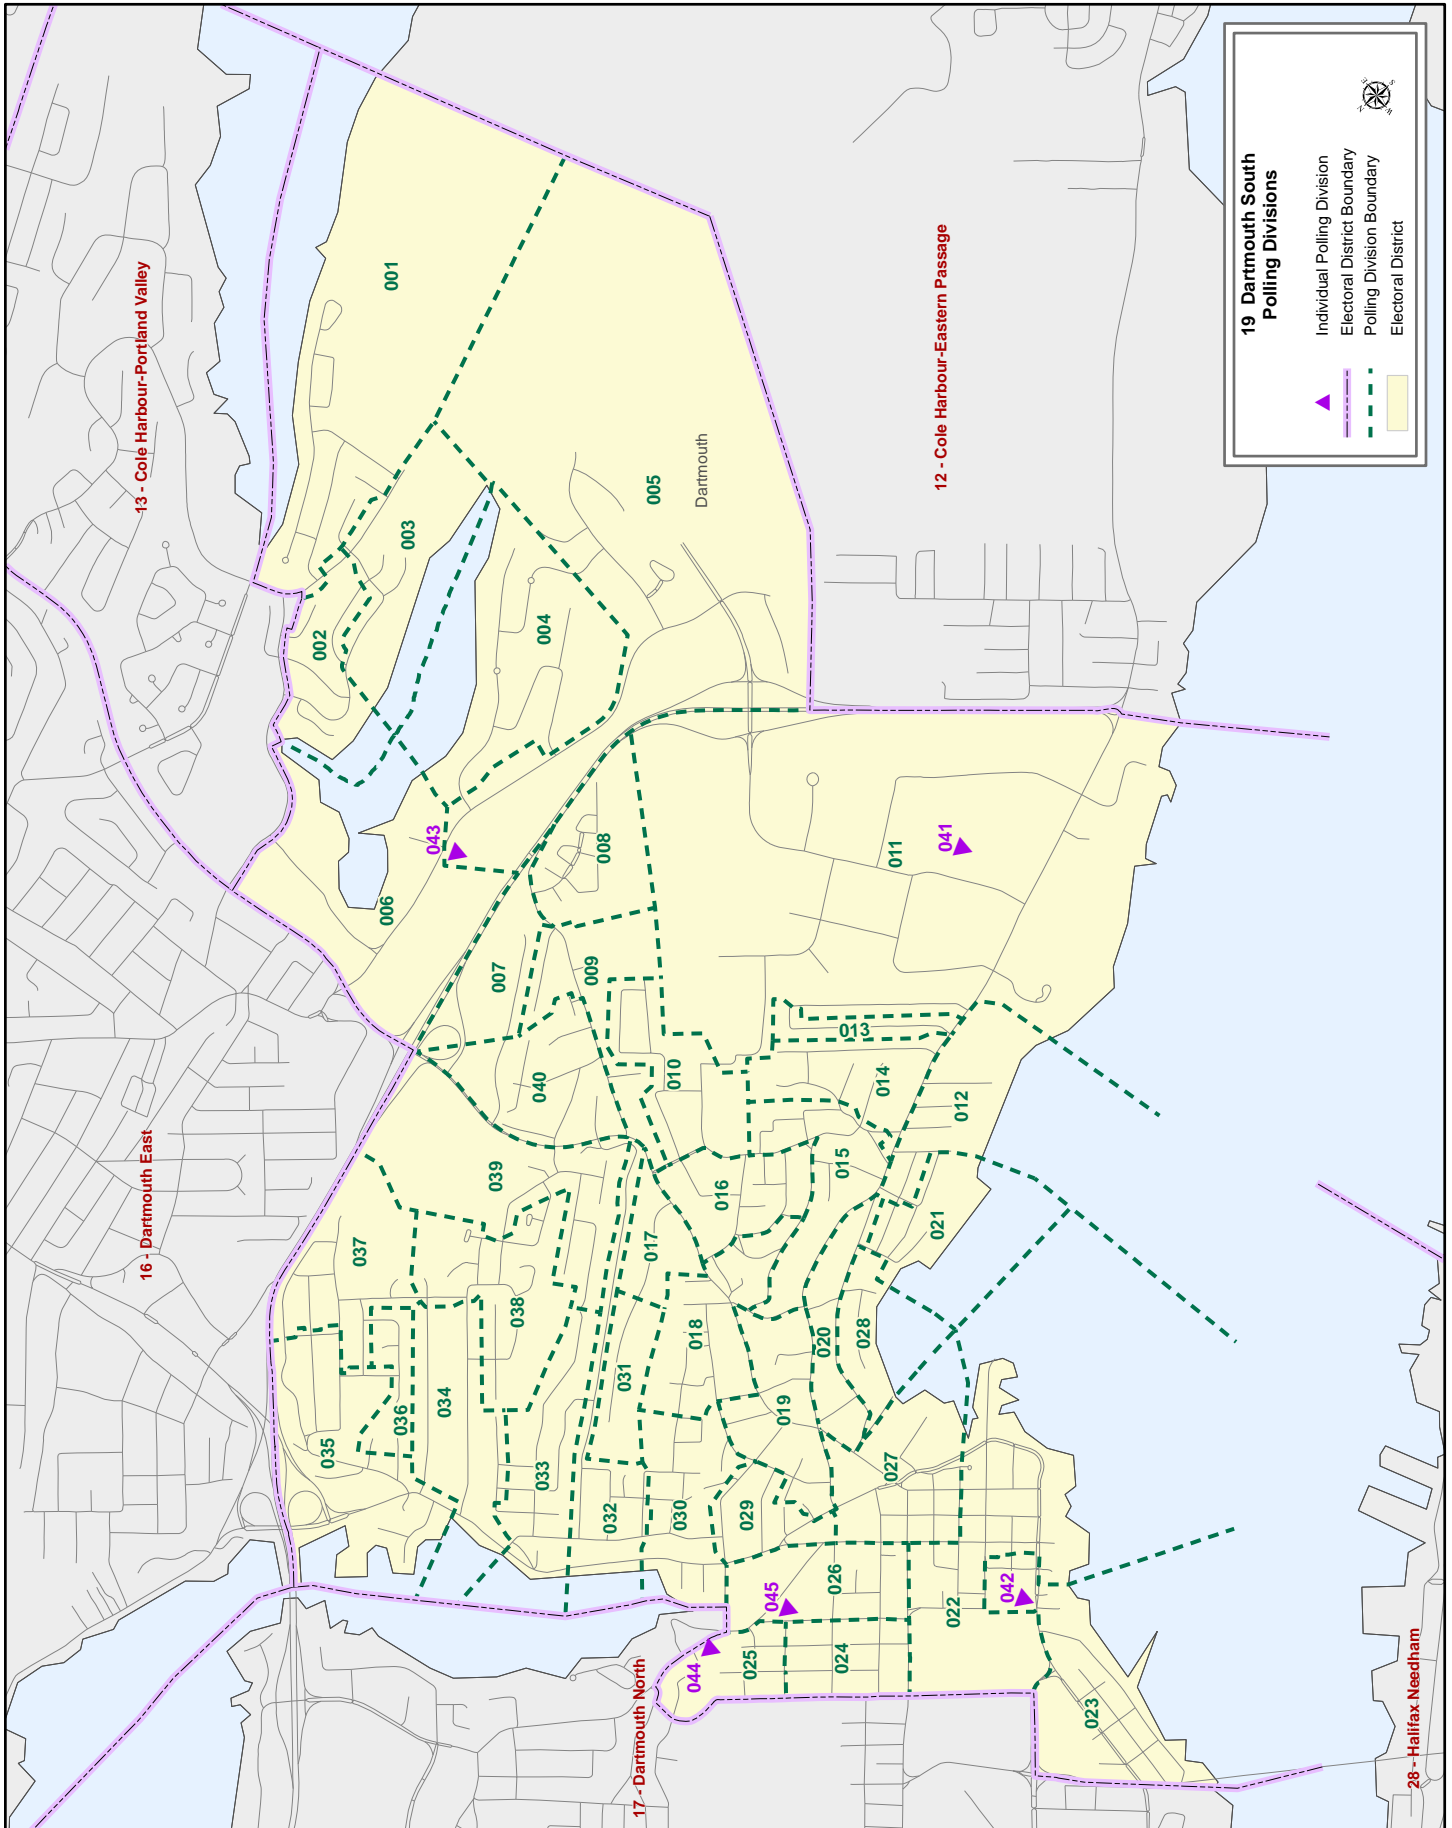 19 Dartmouth South
Polling Divisions
Individual Polling Division
Electoral District Boundary
Polling Division Boundary
Electoral District
N
E
S
W
13 - Cole Harbour-Portland Valley
12 - Cole Harbour-Eastern Passage
16 - Dartmouth East
17 - Dartmouth North
28 - Halifax Needham
Dartmouth
001
002
003
004
005
006
007
008
009
010
011
012
013
014
015
016
017
018
019
020
021
022
023
024
025
026
027
028
029
030
031
032
033
034
035
036
037
038
039
040
041
042
043
044
045